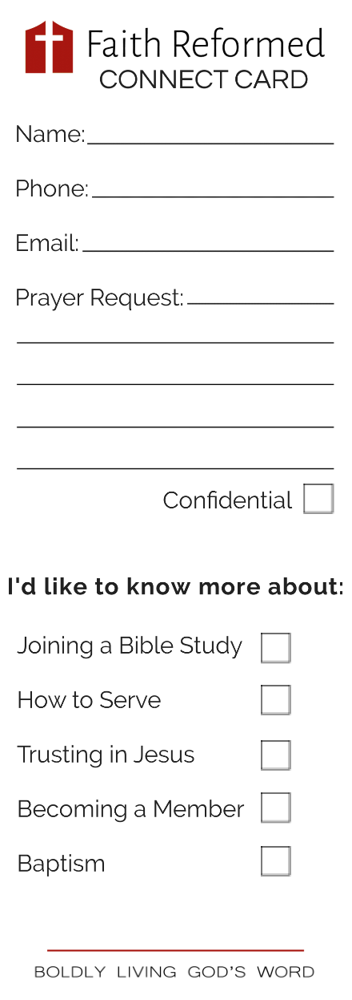 Faith Reformed
CONNECT CARD
Name:
Phone:
Email:
Prayer Request:
Confidential
I'd like to know more about:
Joining a Bible Study
How to Serve
Trusting in Jesus
Becoming a Member
Baptism
BOLDLY LIVING GOD'S WORD